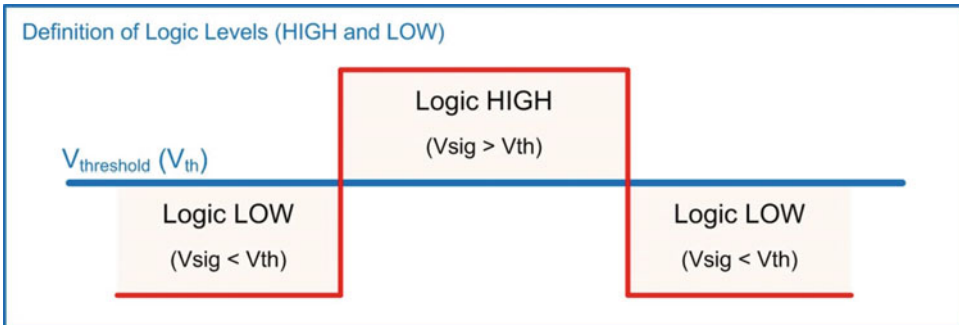 Definition of Logic Levels (HIGH and LOW)
Logic HIGH
(Vsig > Vth)
Vthreshold (Vth)
Logic LOW
(Vsig < Vth)
Logic LOW
(Vsig < Vth)